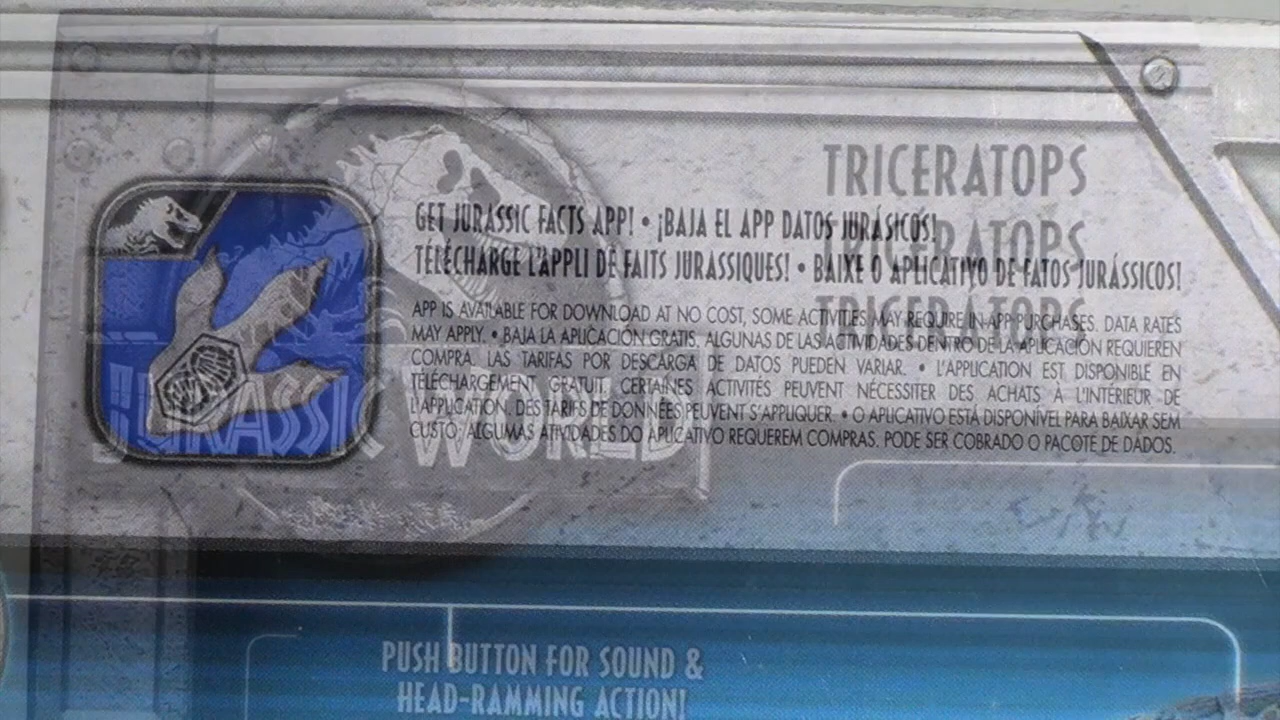 TRICERATOPS
GET JURASSIC FACTS APP! • ¡BAJA EL APP DATOS JURÁSICOS!
TRICERATOPS
TÉLÉCHARGE L'APPLI DE FAITS JURASSIQUES! • BAIXE O APLICATIVO DE FATOS JURÁSSICOS!
TRICERATOPS
APP IS AVAILABLE FOR DOWNLOAD AT NO COST, SOME ACTIVITIES MAY REQUIRE IN-APP PURCHASES. DATA RATES
MAY APPLY. • BAJA LA APLICACIÓN GRATIS. ALGUNAS DE LAS ACTIVIDADES DENTRO DE LA APLICACIÓN REQUIEREN
COMPRA. LAS TARIFAS POR DESCARGA DE DATOS PUEDEN VARIAR. • L'APPLICATION EST DISPONIBLE EN
TÉLÉCHARGEMENT GRATUIT. CERTAINES ACTIVITÉS PEUVENT NÉCESSITER DES ACHATS À L'INTÉRIEUR DE
L'APPLICATION. DES TARIFS DE DONNÉES PEUVENT S'APPLIQUER. • O APLICATIVO ESTÁ DISPONÍVEL PARA BAIXAR SEM
CUSTO; ALGUMAS ATIVIDADES DO APLICATIVO REQUEREM COMPRAS. PODE SER COBRADO O PACOTE DE DADOS.
JURASSIC WORLD
PUSH BUTTON FOR SOUND &
HEAD-RAMMING ACTION!